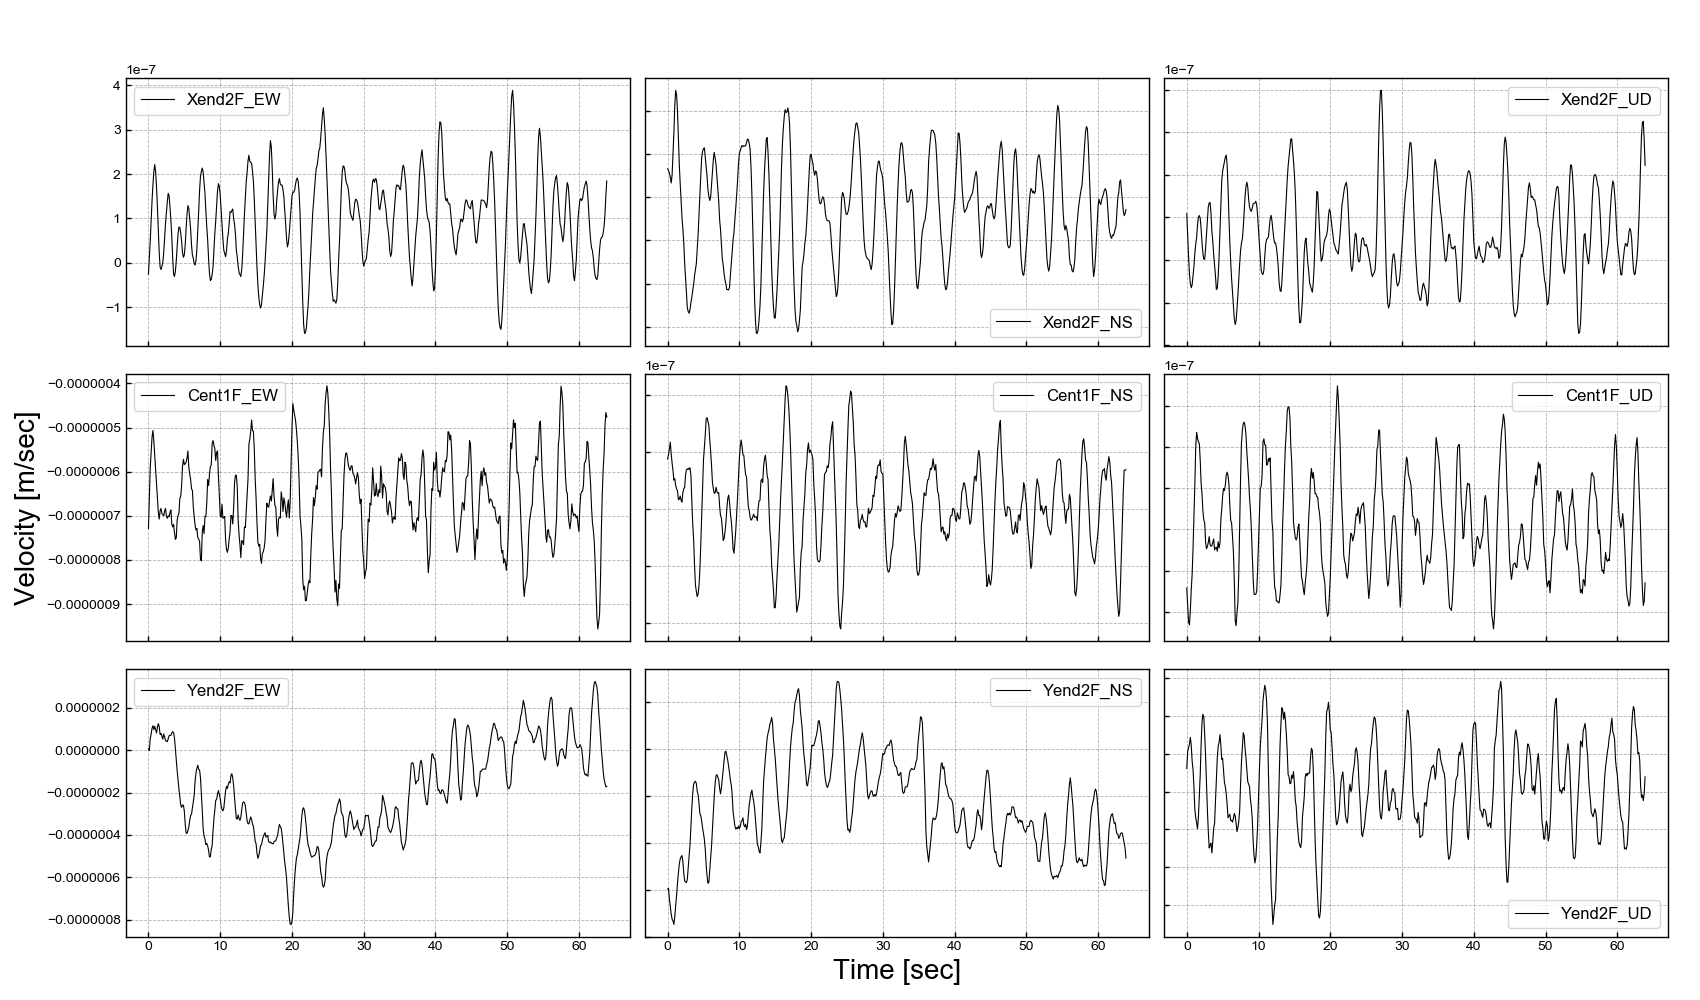 1e−7
1e−7
4
3
2
1
0
−1
Xend2F_EW
Xend2F_NS
Xend2F_UD
1e−7
1e−7
−0.0000004
−0.0000005
−0.0000006
−0.0000007
−0.0000008
−0.0000009
Cent1F_EW
Cent1F_NS
Cent1F_UD
Velocity [m/sec]
0.0000002
0.0000000
−0.0000002
−0.0000004
−0.0000006
−0.0000008
Yend2F_EW
Yend2F_NS
Yend2F_UD
0 10 20 30 40 50 60
0 10 20 30 40 50 60
0 10 20 30 40 50 60
Time [sec]